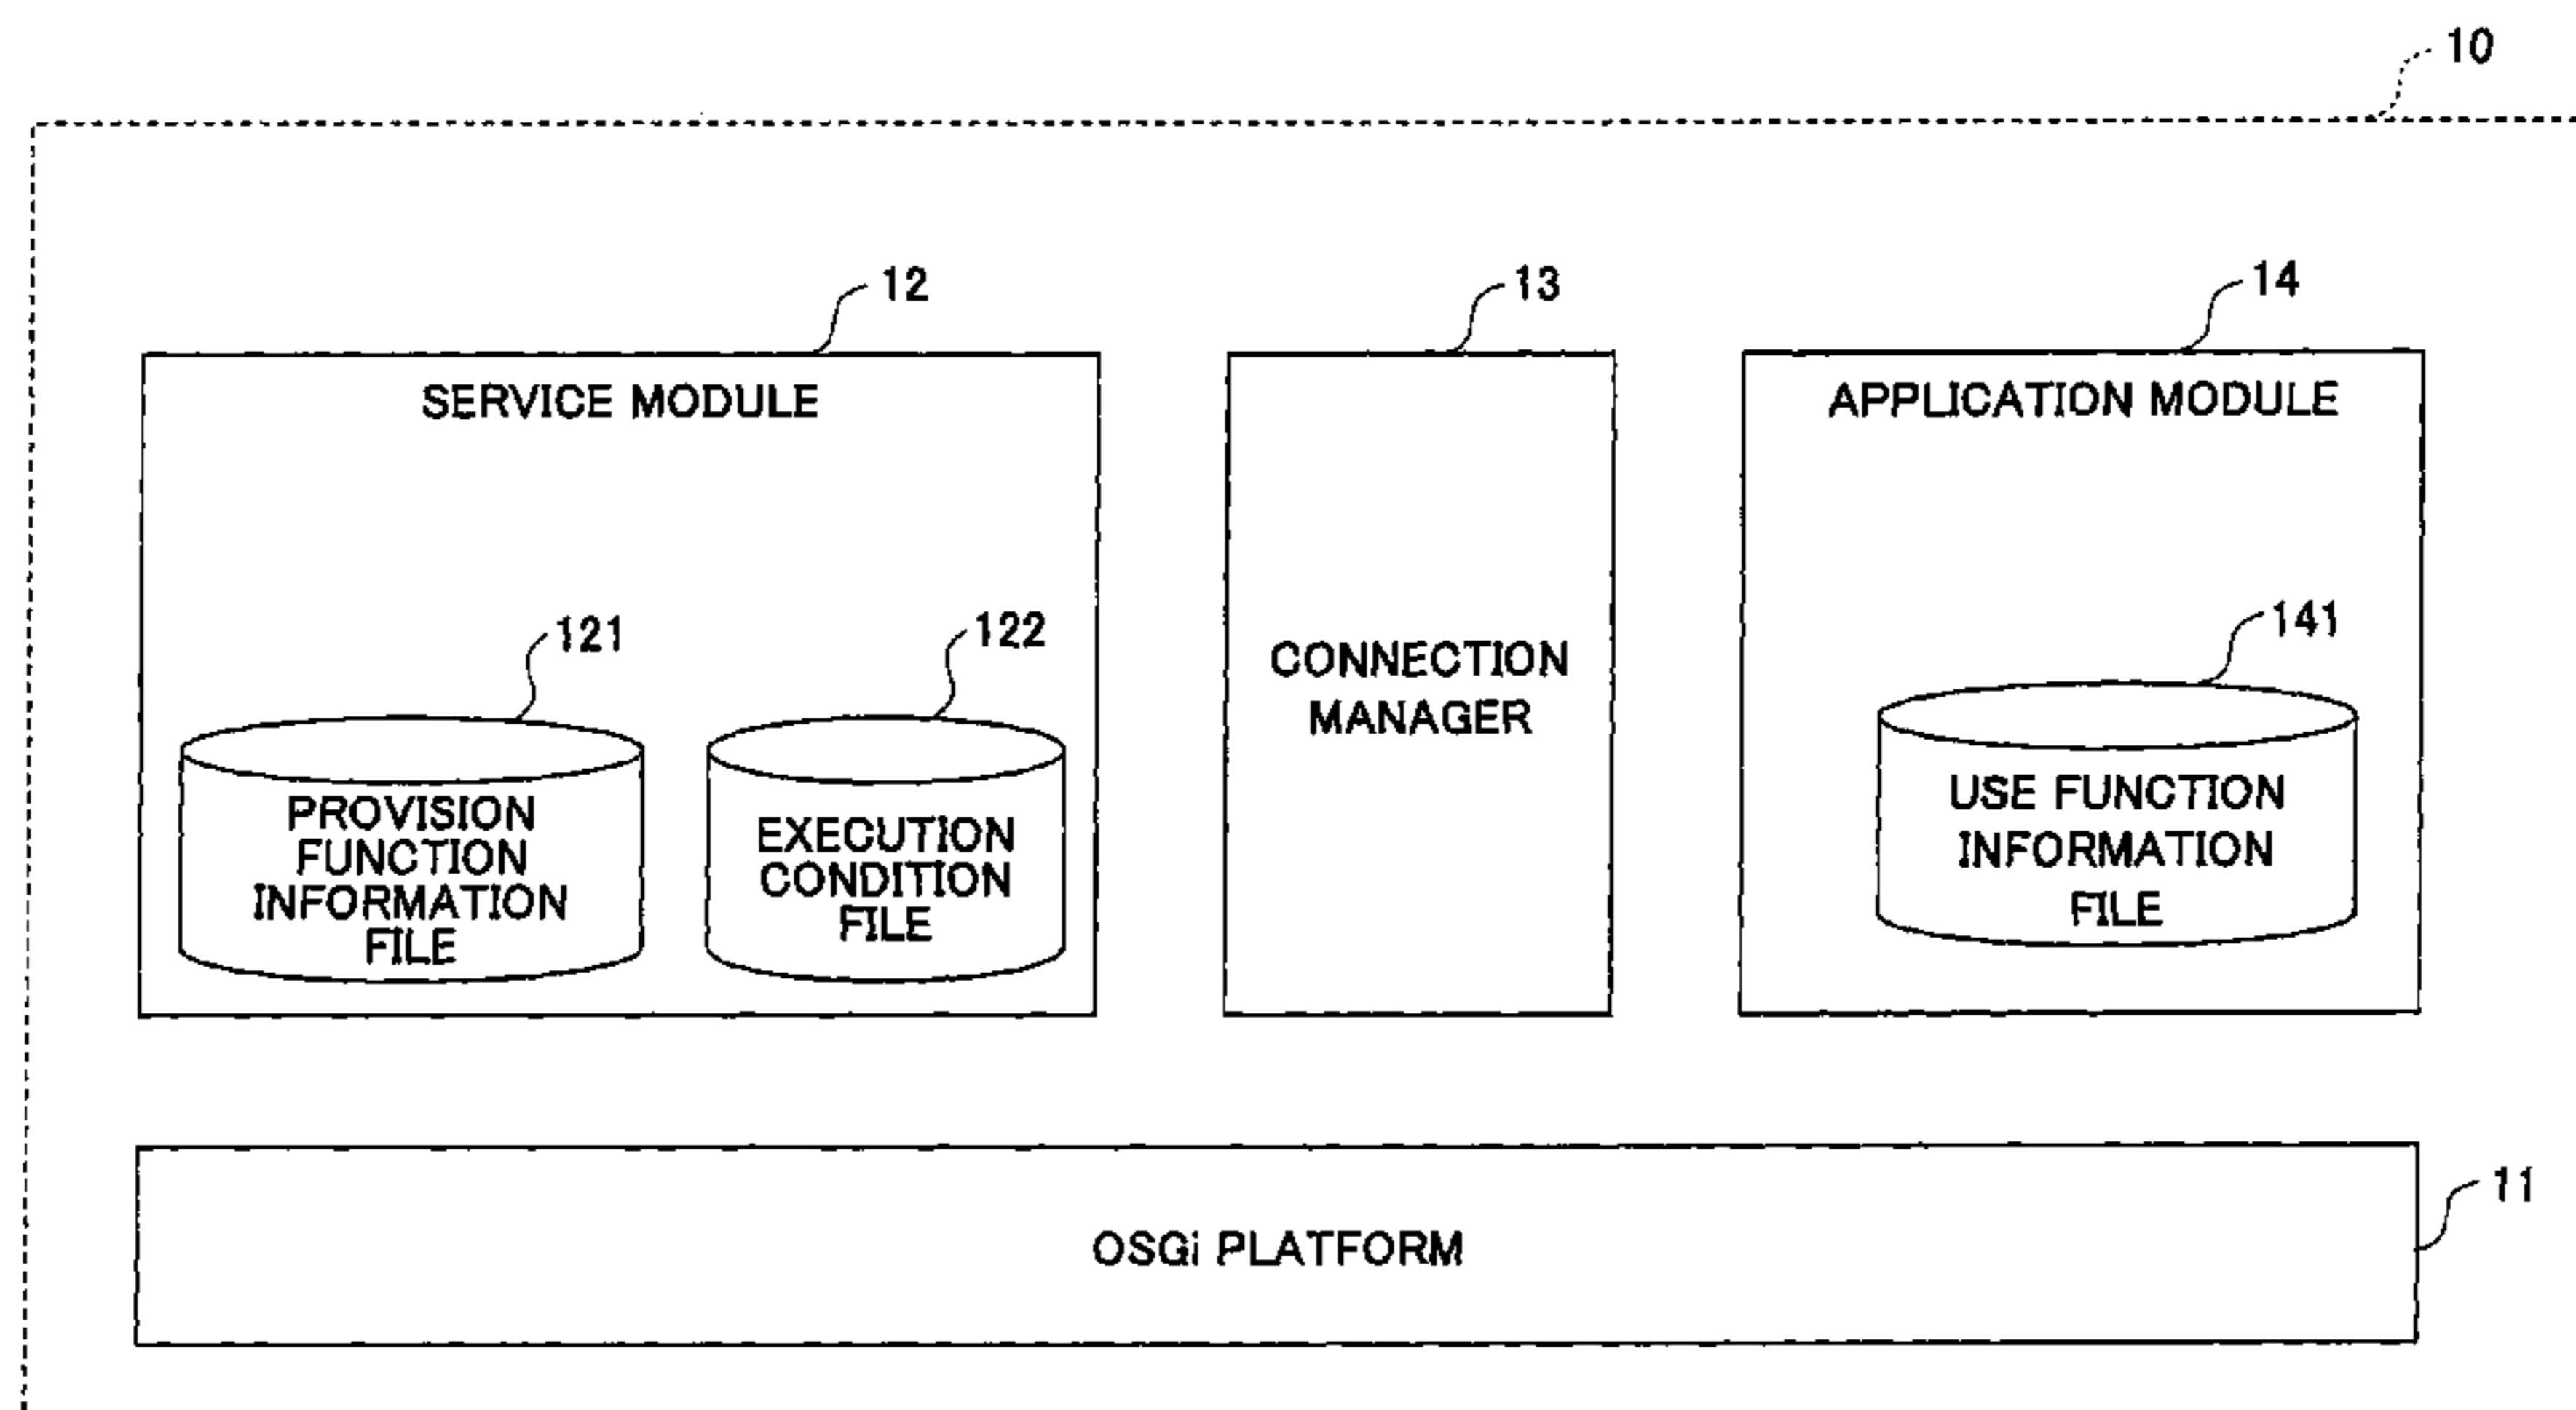 10
12
13
14
SERVICE MODULE
APPLICATION MODULE
121
122
141
CONNECTION
MANAGER
PROVISION
FUNCTION
INFORMATION
FILE
EXECUTION
CONDITION
FILE
USE FUNCTION
INFORMATION
FILE
11
OSGi PLATFORM